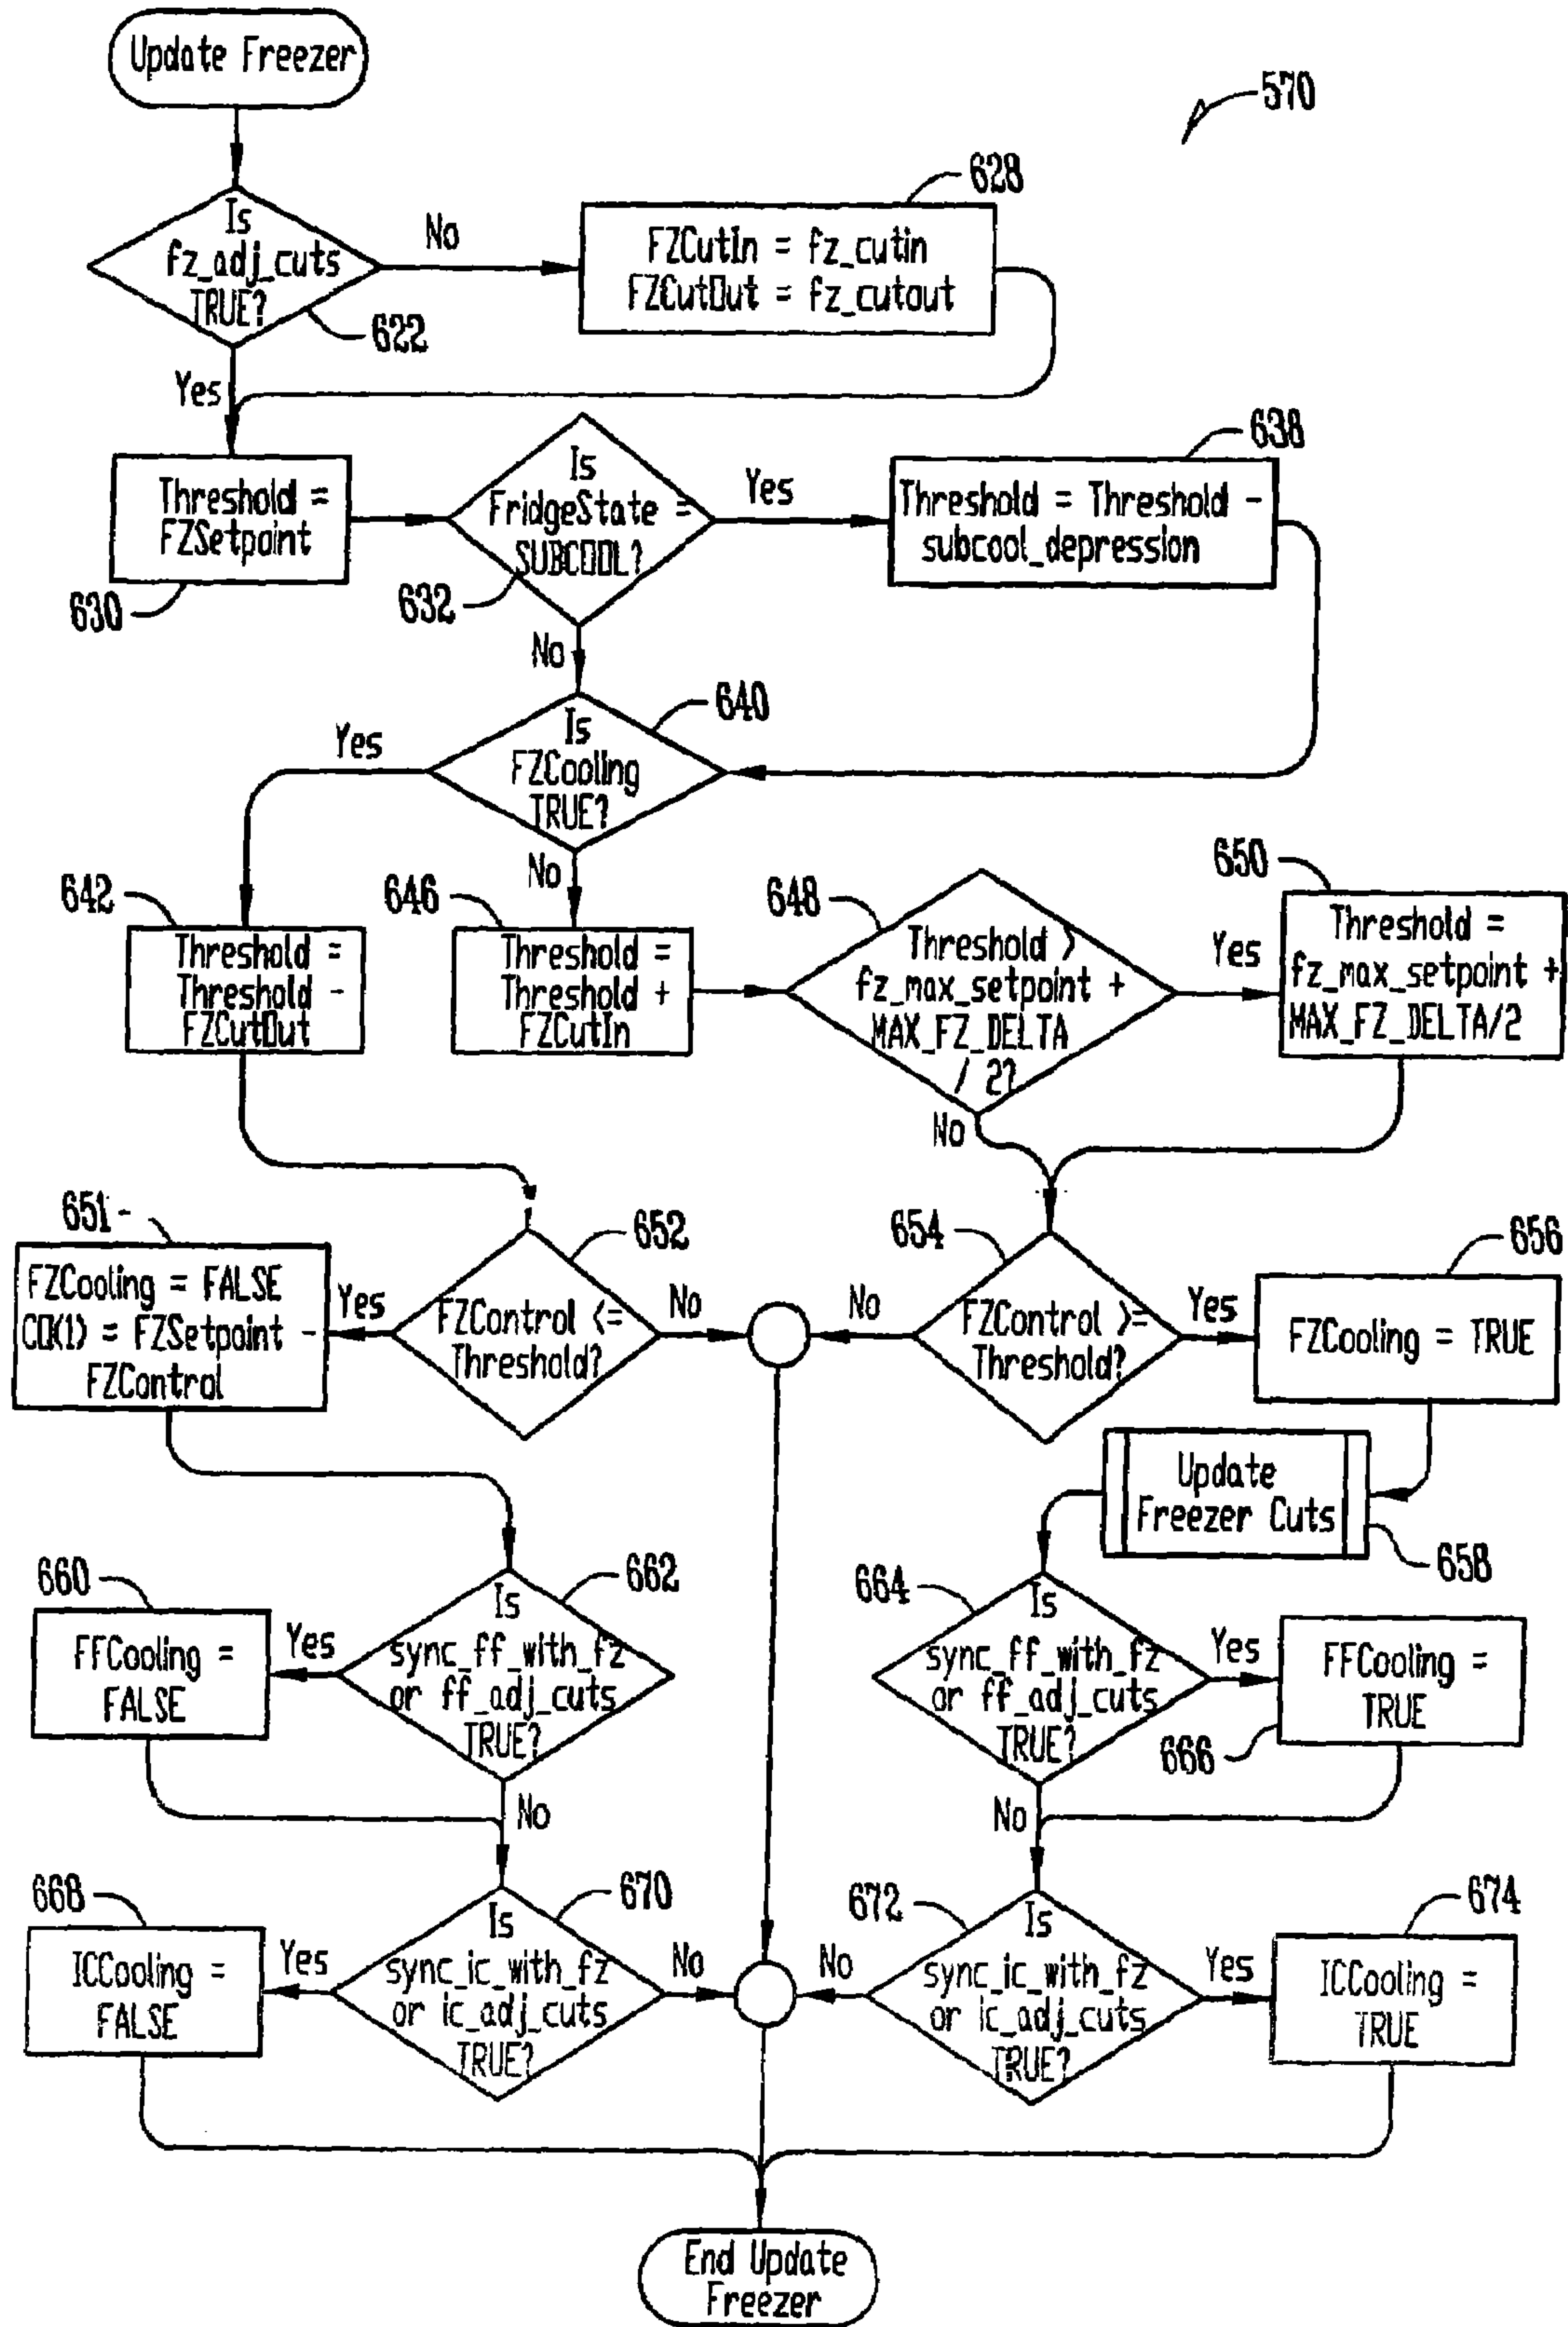 Update Freezer
570
Is
fz_adj_cuts
TRUE?
622
No
628
FZCutIn = fz_cutin
FZCutOut = fz_cutout
Yes
Threshold =
FZSetpoint
630
Is
FridgeState =
SUBCOOL?
632
Yes
638
Threshold = Threshold -
subcool_depression
No
640
Is
FZCooling
TRUE?
Yes
No
642
Threshold =
Threshold -
FZCutOut
646
Threshold =
Threshold +
FZCutIn
648
Threshold >
fz_max_setpoint +
MAX_FZ_DELTA
/ 2?
Yes
650
Threshold =
fz_max_setpoint +
MAX_FZ_DELTA/2
No
651
FZCooling = FALSE
CO(1) = FZSetpoint -
FZControl
Yes
652
FZControl <=
Threshold?
No
654
No
FZControl >=
Threshold?
Yes
656
FZCooling = TRUE
Update
Freezer Cuts
658
660
FFCooling =
FALSE
Yes
662
Is
sync_ff_with_fz
or ff_adj_cuts
TRUE?
No
664
Is
sync_ff_with_fz
or ff_adj_cuts
TRUE?
Yes
FFCooling =
TRUE
666
No
668
ICCooling =
FALSE
Yes
670
Is
sync_ic_with_fz
or ic_adj_cuts
TRUE?
No
672
No
Is
sync_ic_with_fz
or ic_adj_cuts
TRUE?
Yes
674
ICCooling =
TRUE
End Update
Freezer